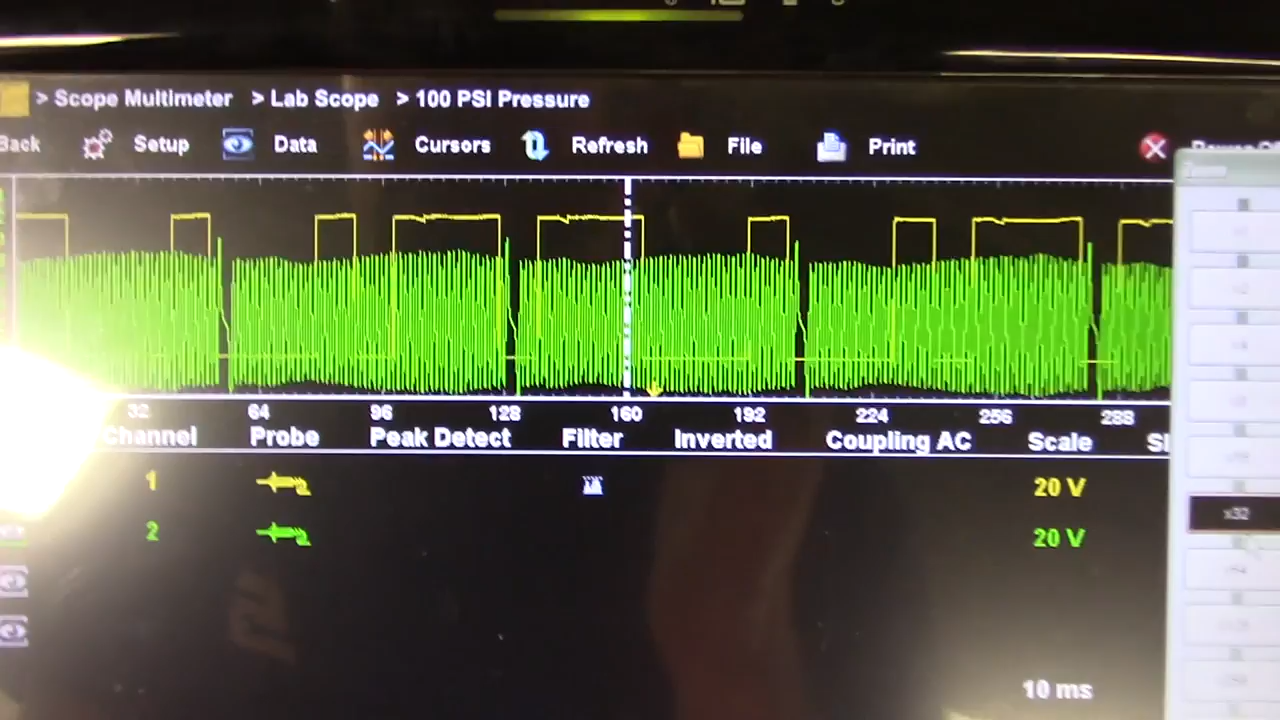 > Scope Multimeter > Lab Scope > 100 PSI Pressure
Back Setup Data Cursors Refresh File Print
32 64 96 128 160 192 224 256 288
Channel Probe Peak Detect Filter Inverted Coupling AC Scale
1 20 V
2 20 V
x32
10 ms